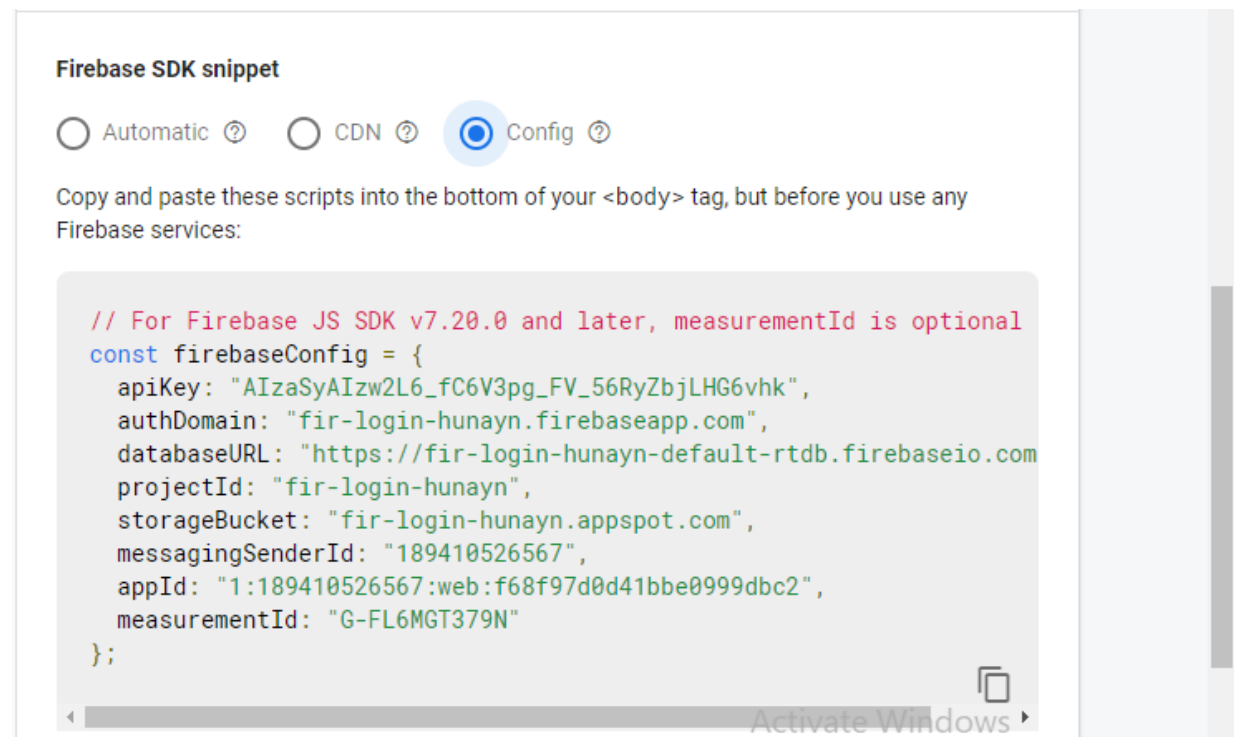 Firebase SDK snippet
Automatic CDN Config
Copy and paste these scripts into the bottom of your <body> tag, but before you use any
Firebase services:
// For Firebase JS SDK v7.20.0 and later, measurementId is optional
const firebaseConfig = {
  apiKey: "AIzaSyAIzw2L6_fC6V3pg_FV_56RyZbjLHG6vhk",
  authDomain: "fir-login-hunayn.firebaseapp.com",
  databaseURL: "https://fir-login-hunayn-default-rtdb.firebaseio.com
  projectId: "fir-login-hunayn",
  storageBucket: "fir-login-hunayn.appspot.com",
  messagingSenderId: "189410526567",
  appId: "1:189410526567:web:f68f97d0d41bbe0999dbc2",
  measurementId: "G-FL6MGT379N"
};
Activate Windows